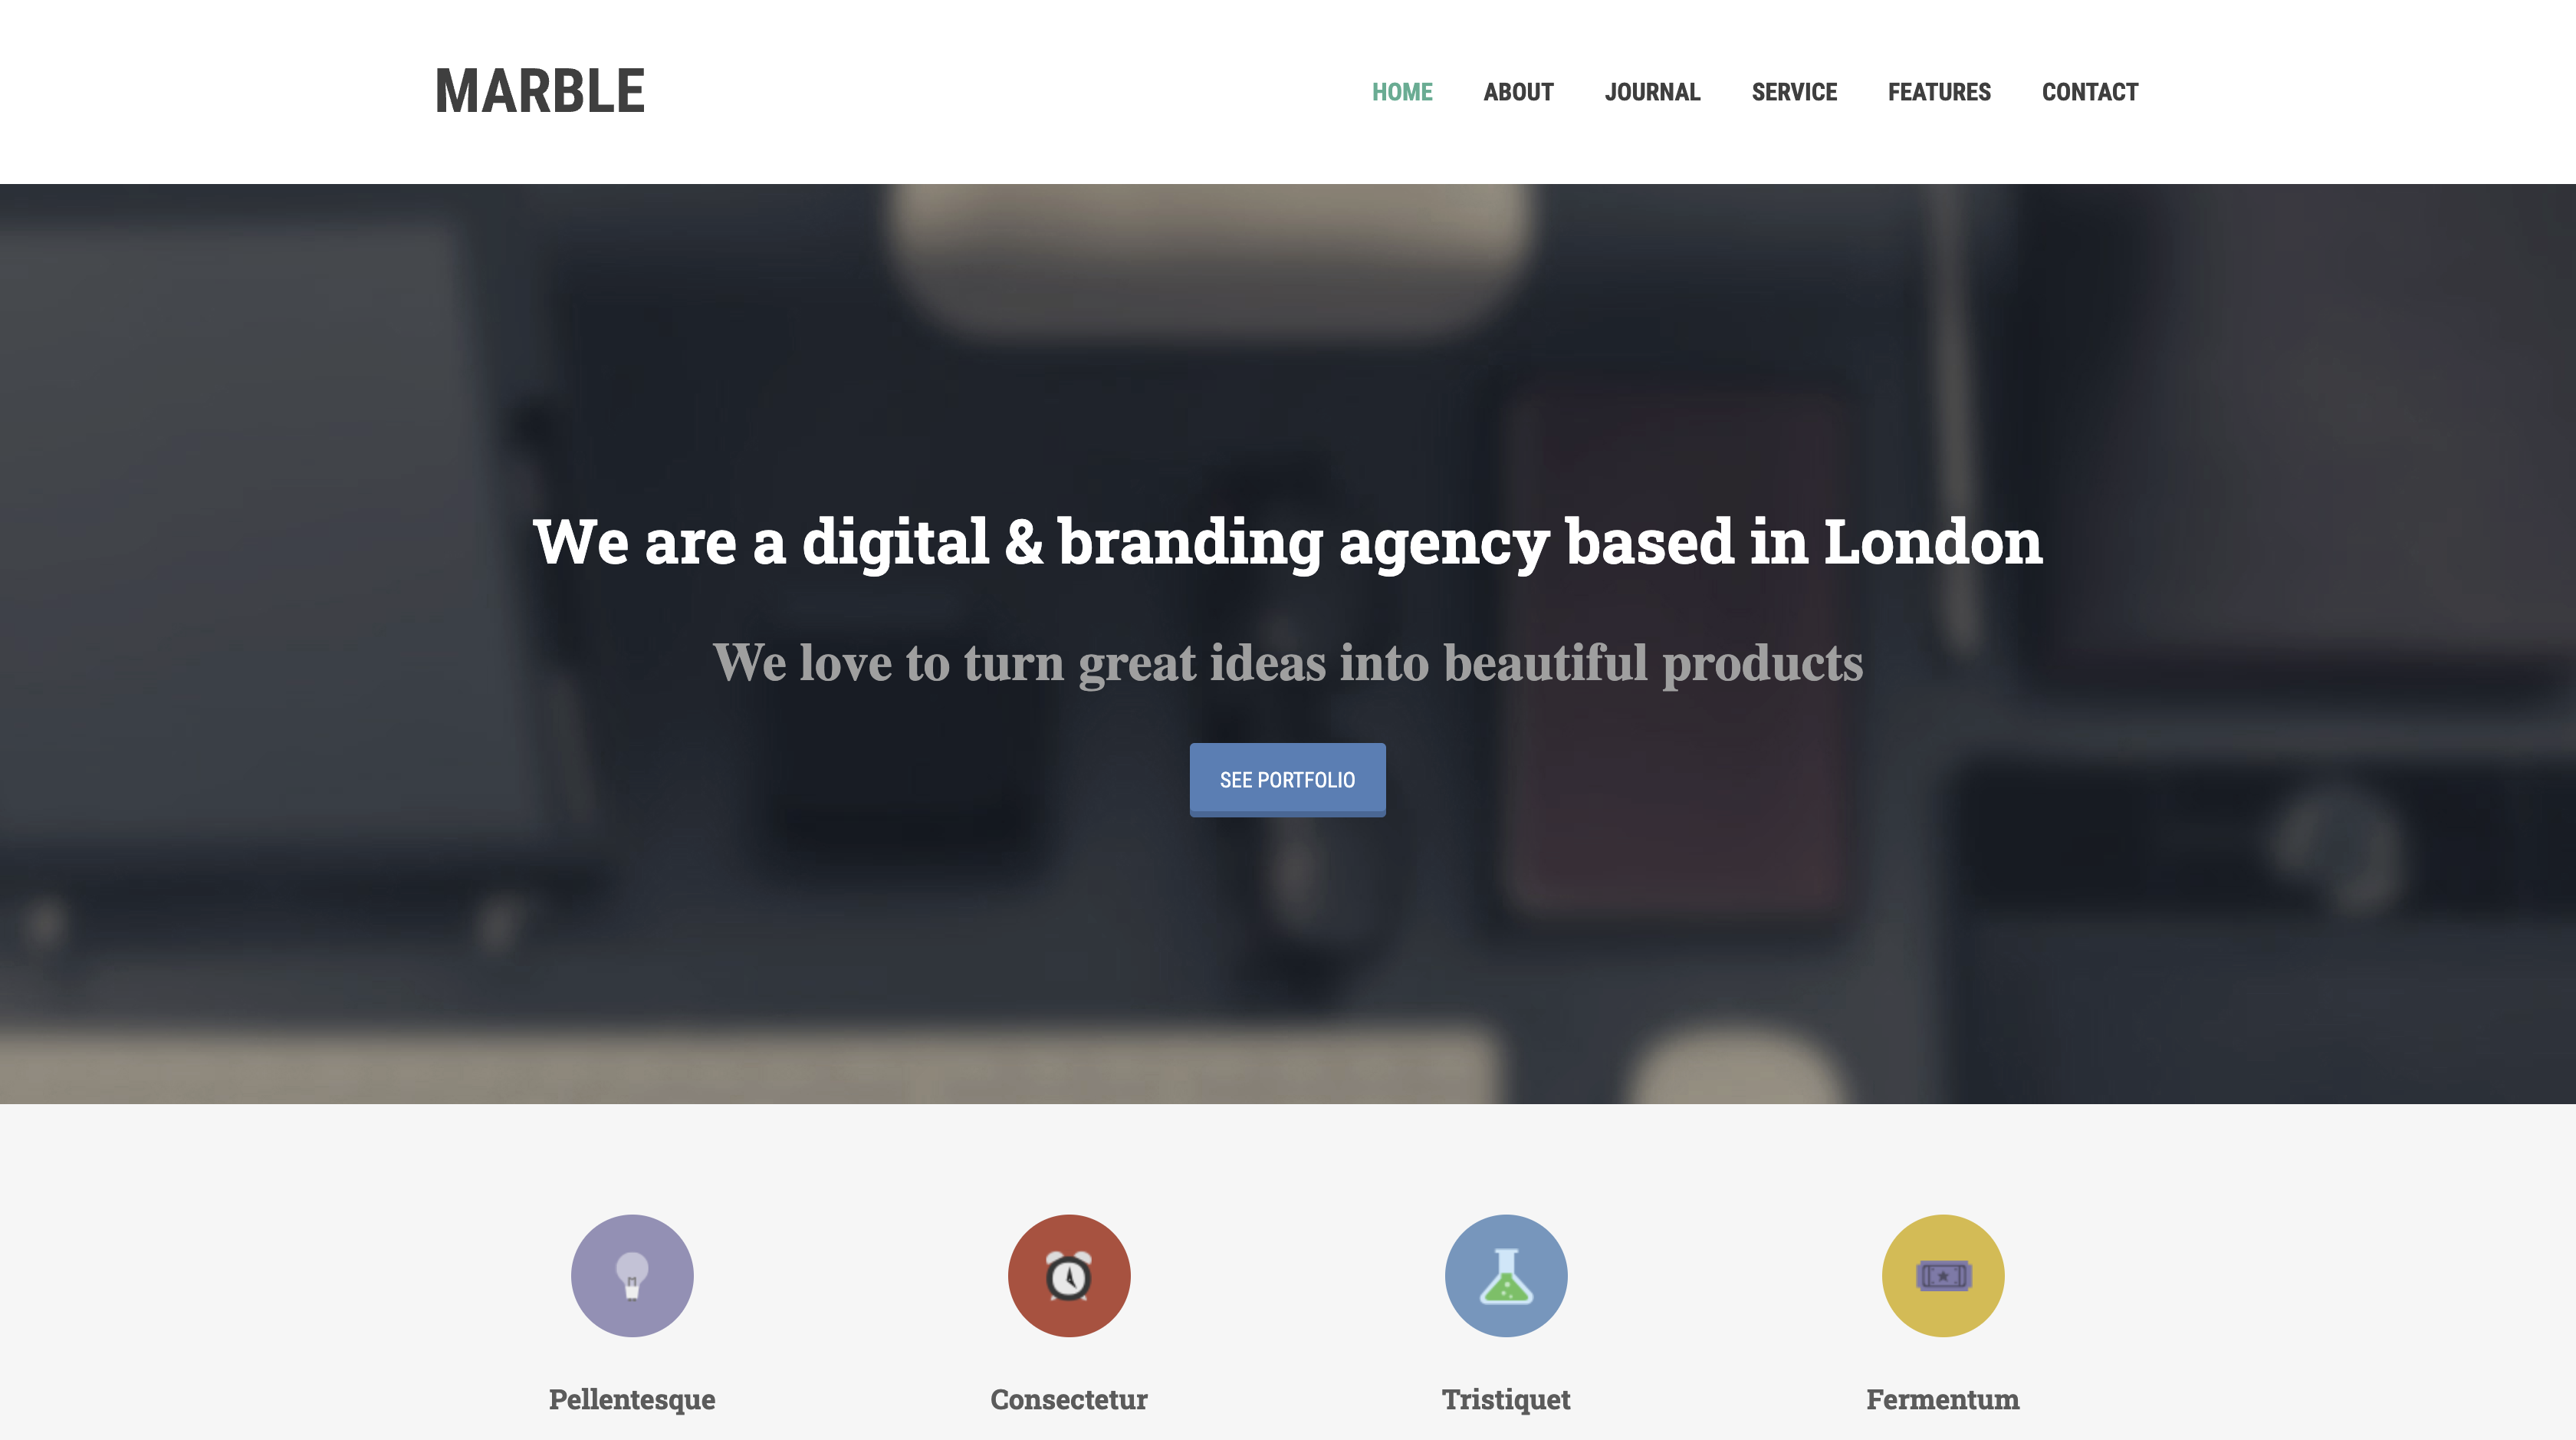 MARBLE
HOME ABOUT JOURNAL SERVICE FEATURES CONTACT
We are a digital & branding agency based in London
We love to turn great ideas into beautiful products
SEE PORTFOLIO
Pellentesque Consectetur Tristiquet Fermentum